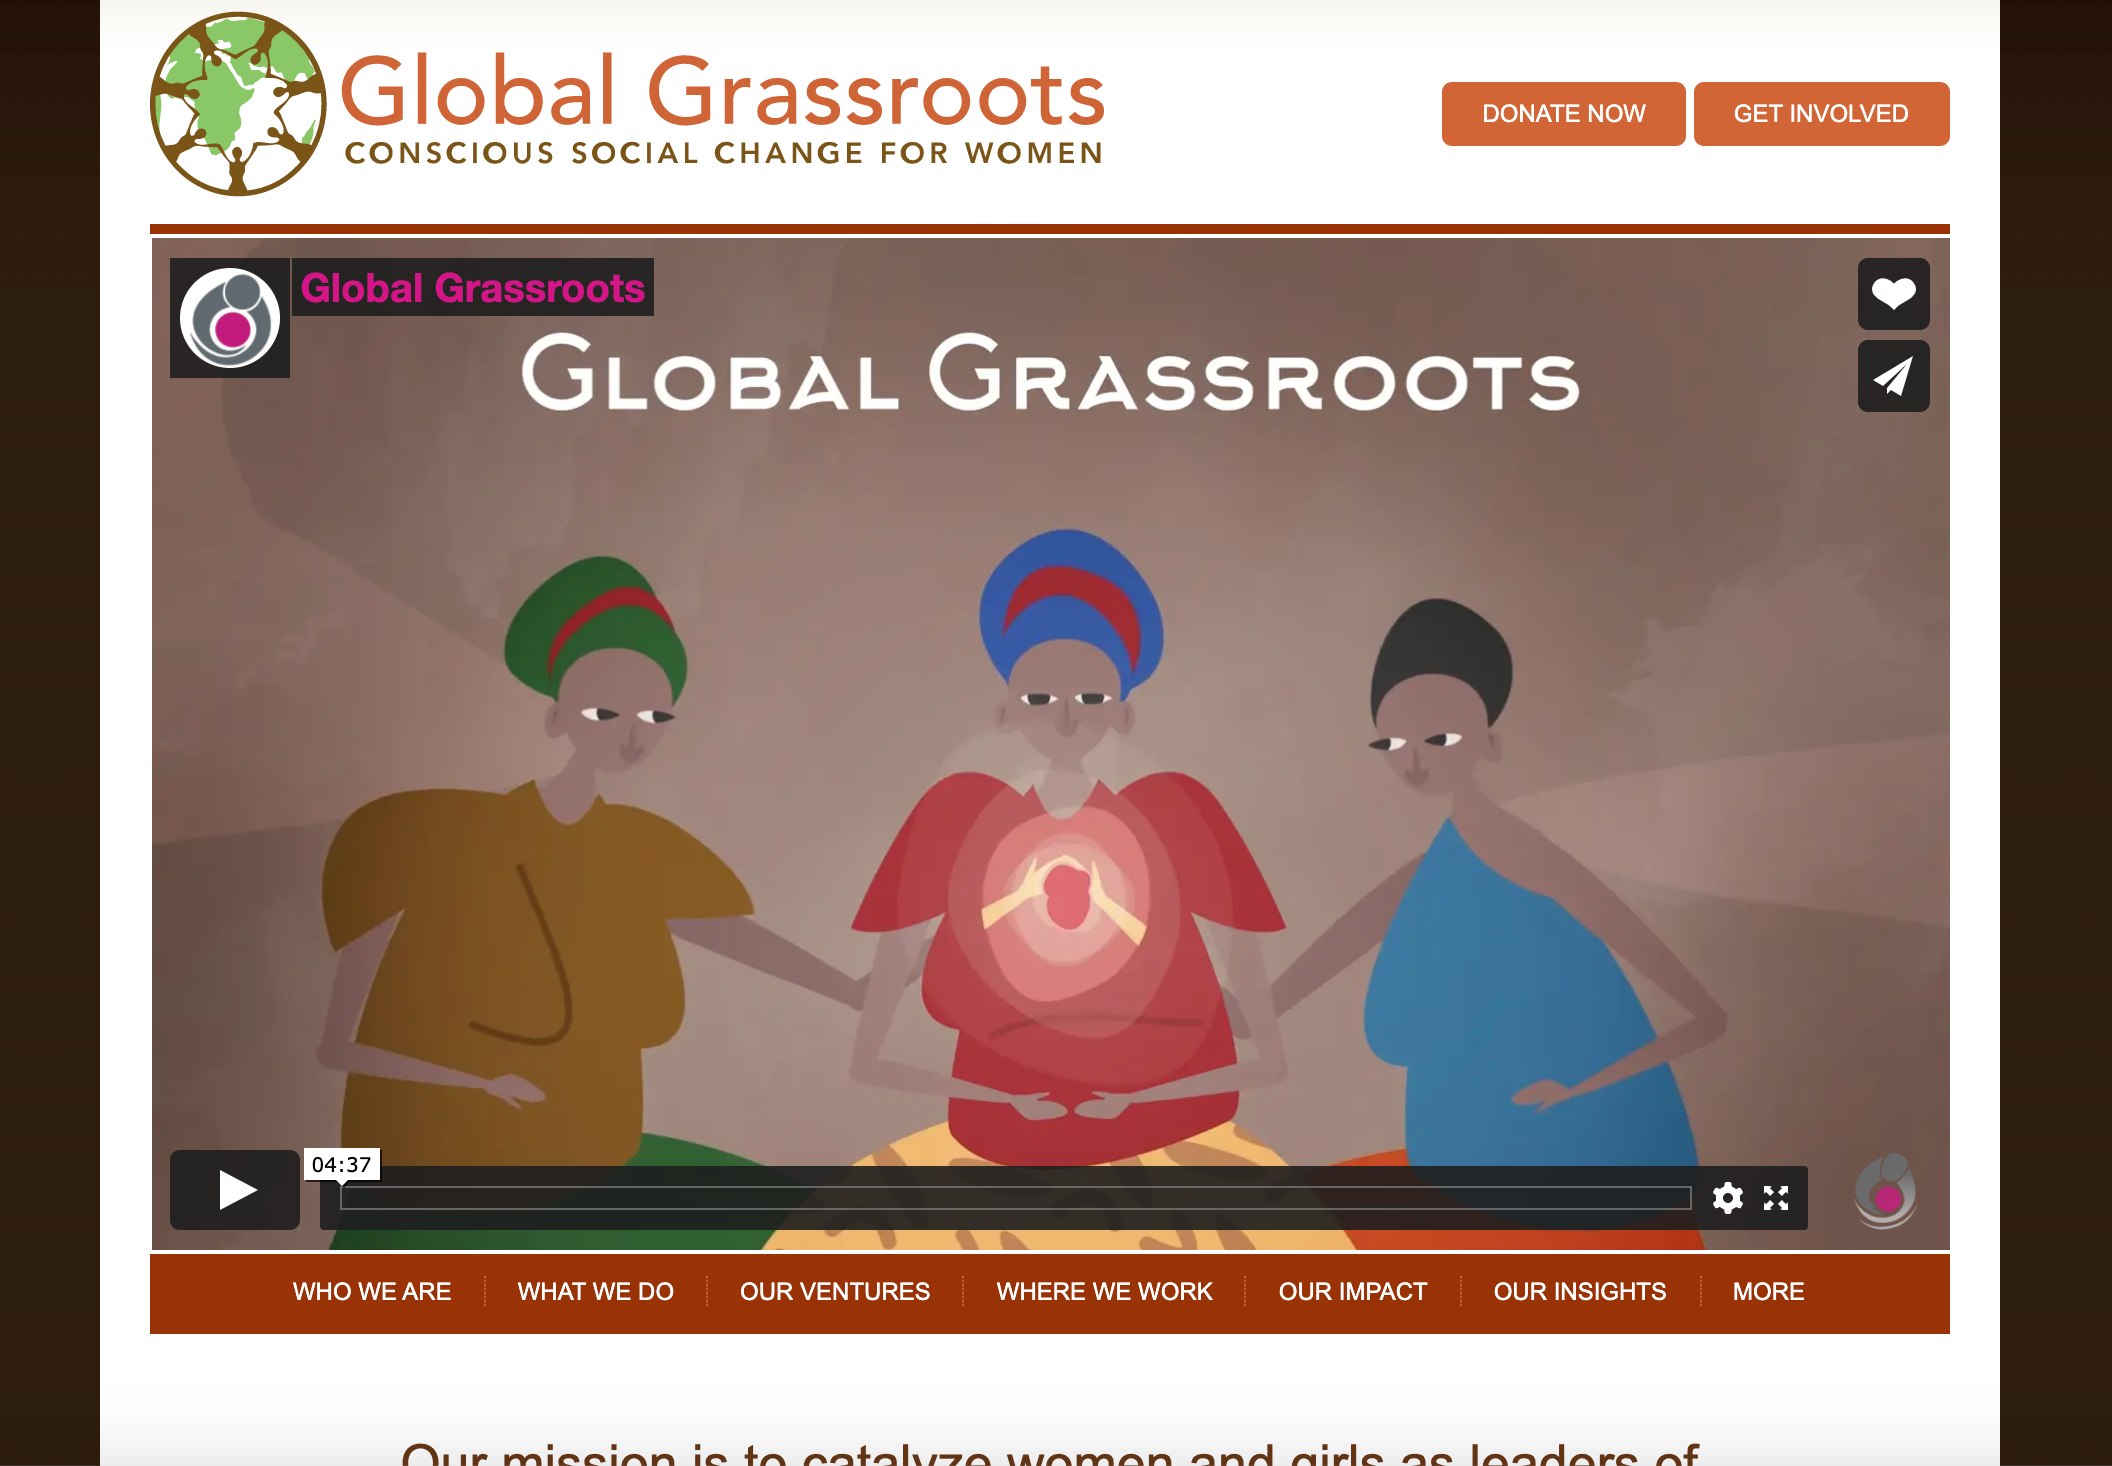 Global Grassroots
CONSCIOUS SOCIAL CHANGE FOR WOMEN
DONATE NOW
GET INVOLVED
Global Grassroots
GLOBAL GRASSROOTS
04:37
WHO WE ARE
WHAT WE DO
OUR VENTURES
WHERE WE WORK
OUR IMPACT
OUR INSIGHTS
MORE
Our mission is to catalyze women and girls as leaders of